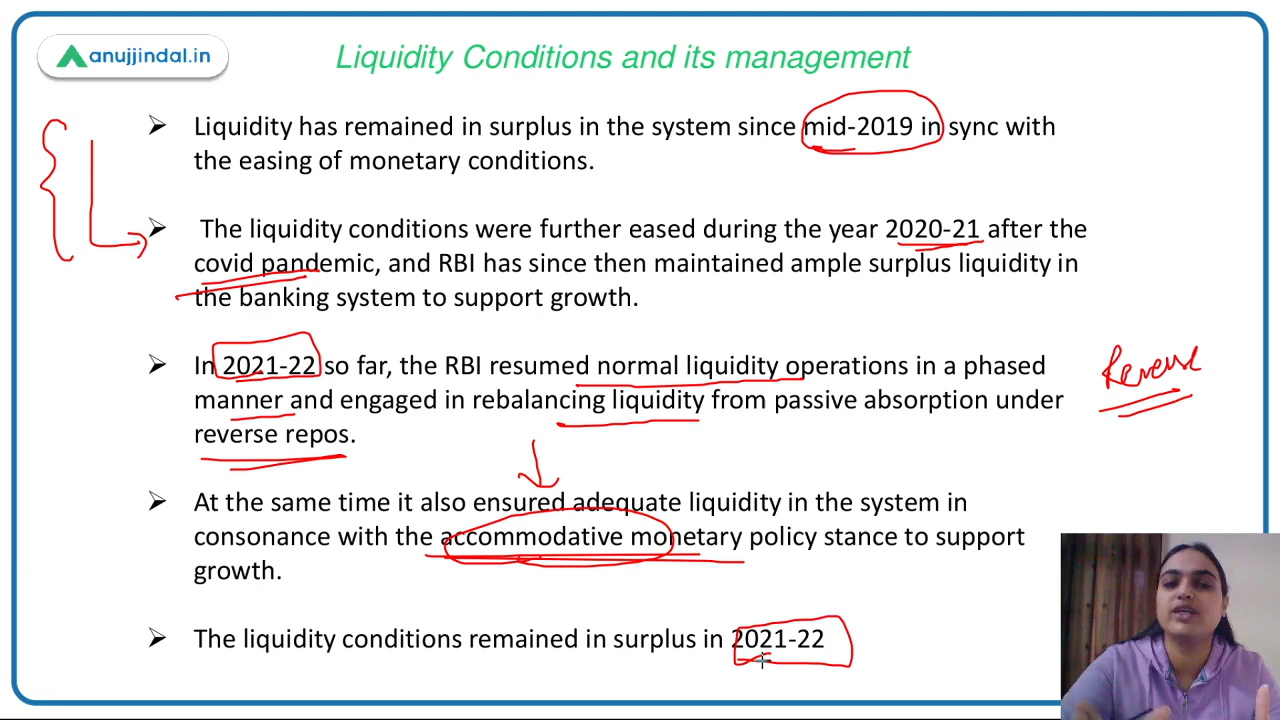 anujjindal.in
Liquidity Conditions and its management
➢ Liquidity has remained in surplus in the system since mid-2019 in sync with
the easing of monetary conditions.
➢ The liquidity conditions were further eased during the year 2020-21 after the
covid pandemic, and RBI has since then maintained ample surplus liquidity in
the banking system to support growth.
➢ In 2021-22 so far, the RBI resumed normal liquidity operations in a phased
manner and engaged in rebalancing liquidity from passive absorption under
reverse repos.
Reverse
➢ At the same time it also ensured adequate liquidity in the system in
consonance with the accommodative monetary policy stance to support
growth.
➢ The liquidity conditions remained in surplus in 2021-22